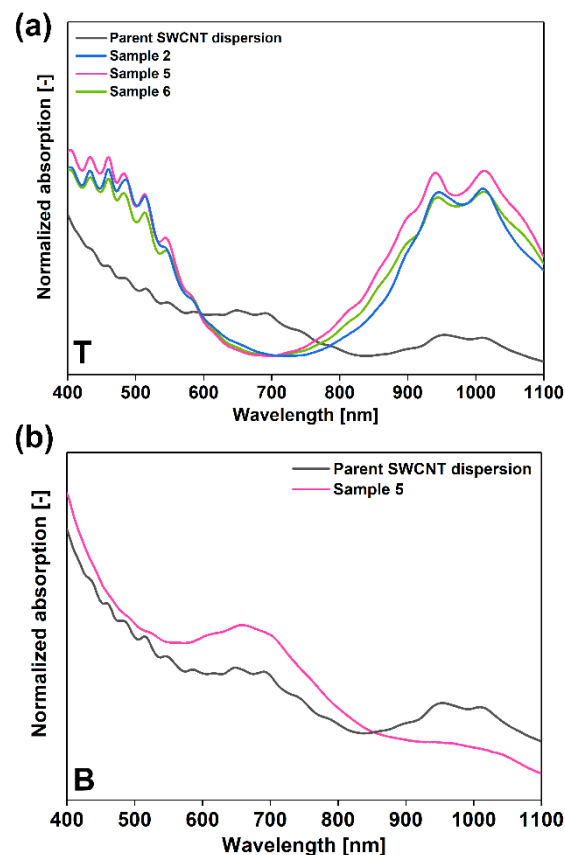 (a)
Parent SWCNT dispersion
Sample 2
Sample 5
Sample 6
Normalized absorption [-]
T
400 500 600 700 800 900 1000 1100
Wavelength [nm]
(b)
Parent SWCNT dispersion
Sample 5
Normalized absorption [-]
B
400 500 600 700 800 900 1000 1100
Wavelength [nm]